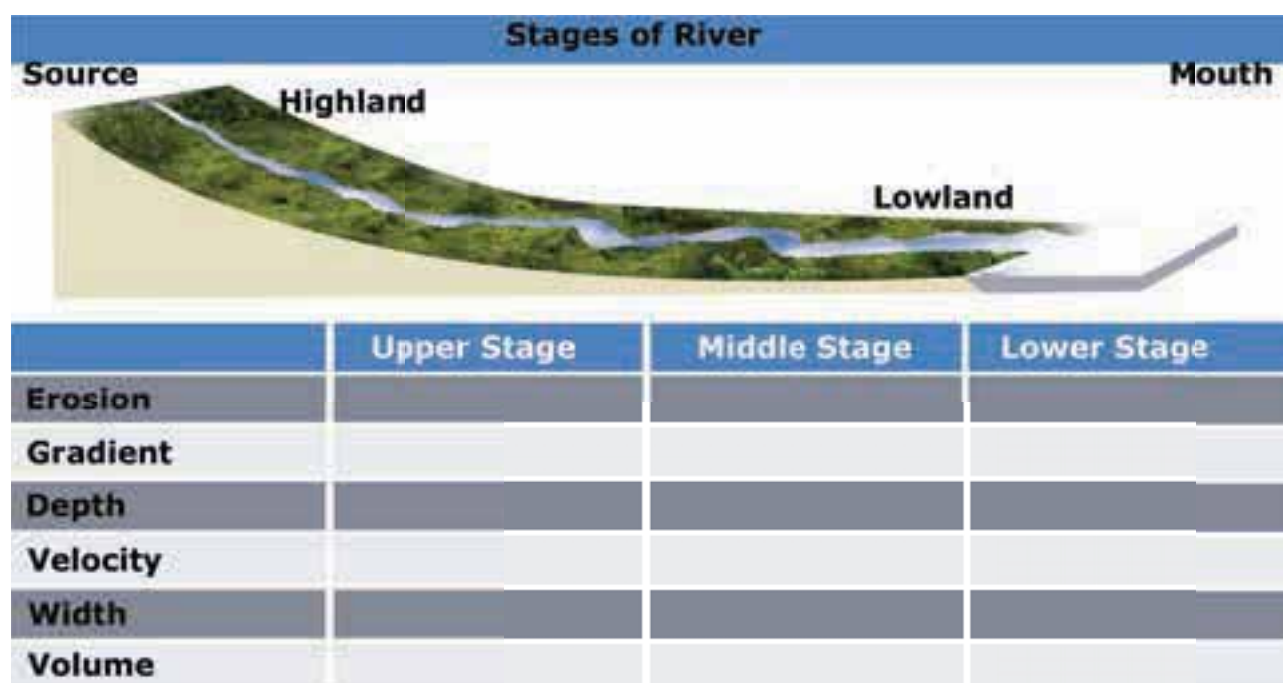 Stages of River
Source
Mouth
Highland
Lowland
Upper Stage Middle Stage Lower Stage
Erosion
Gradient
Depth
Velocity
Width
Volume